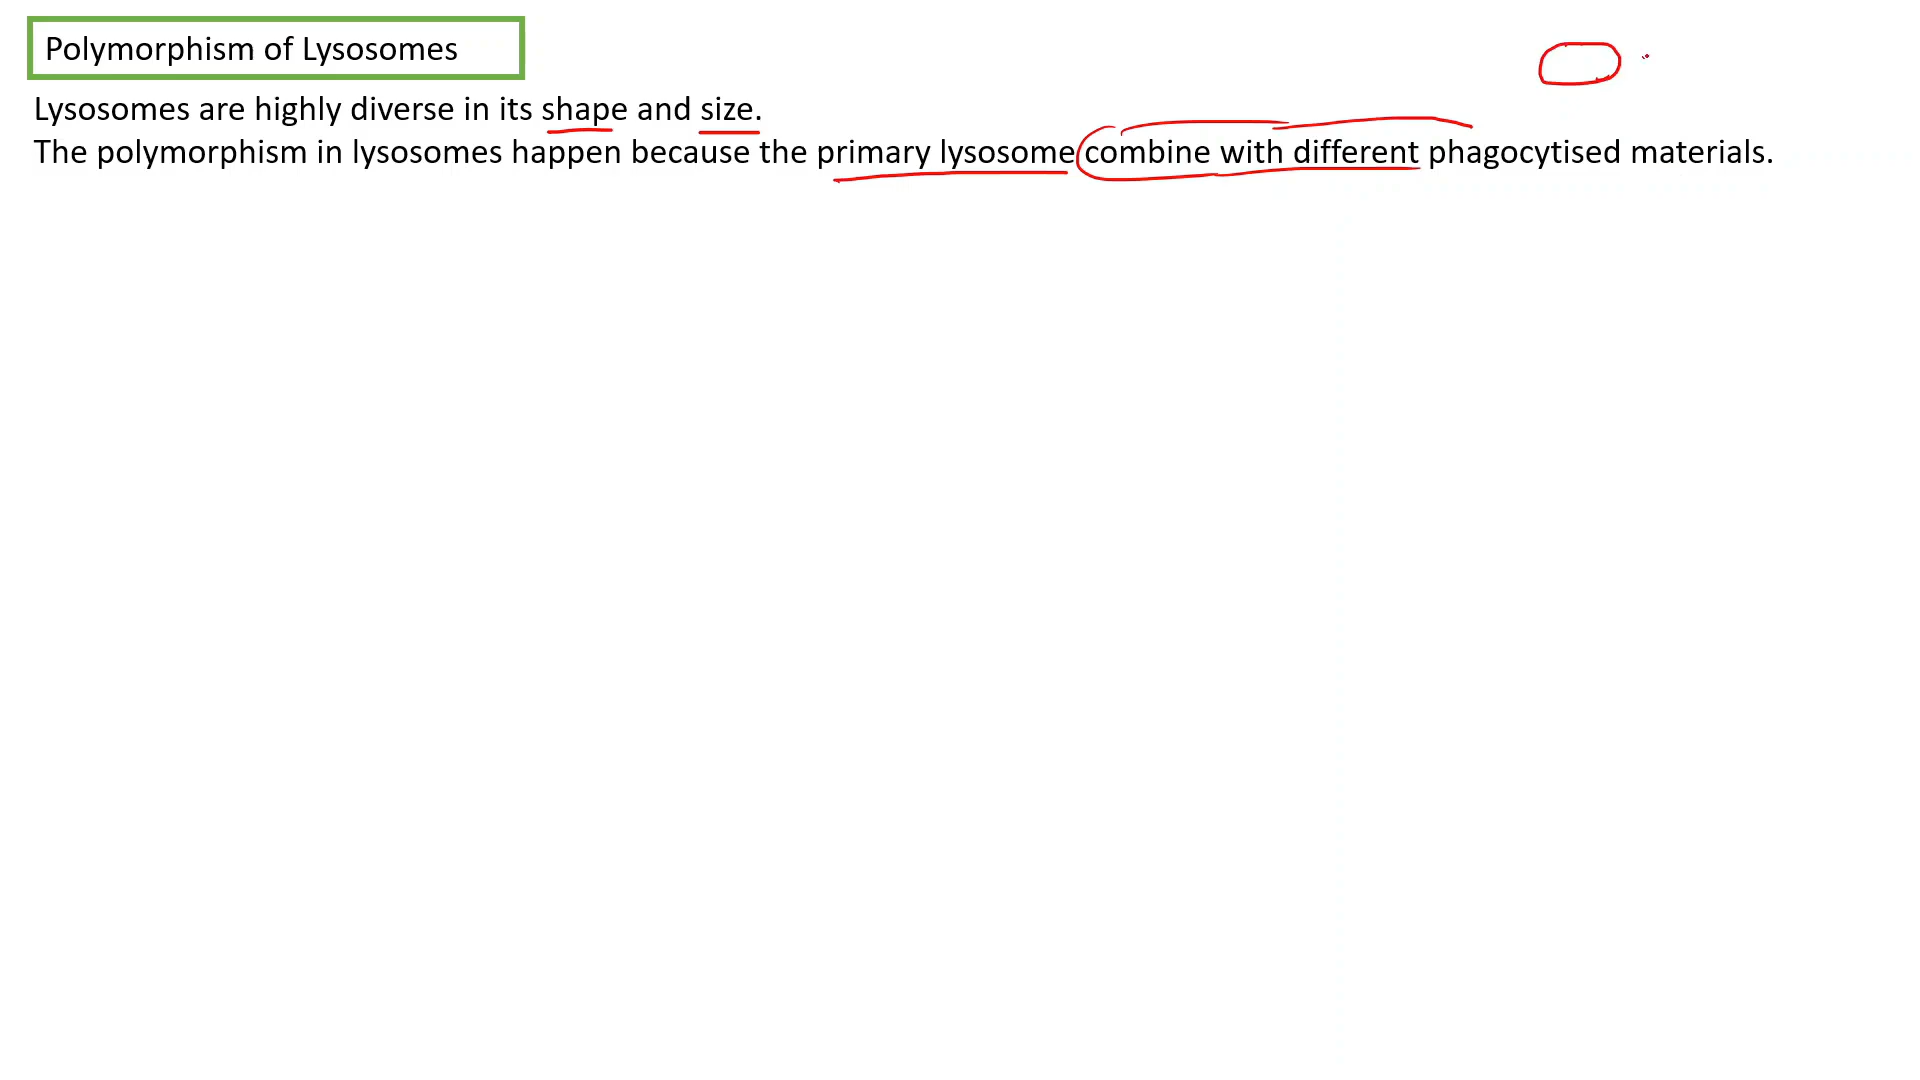 Polymorphism of Lysosomes
Lysosomes are highly diverse in its shape and size.
The polymorphism in lysosomes happen because the primary lysosome combine with different phagocytised materials.